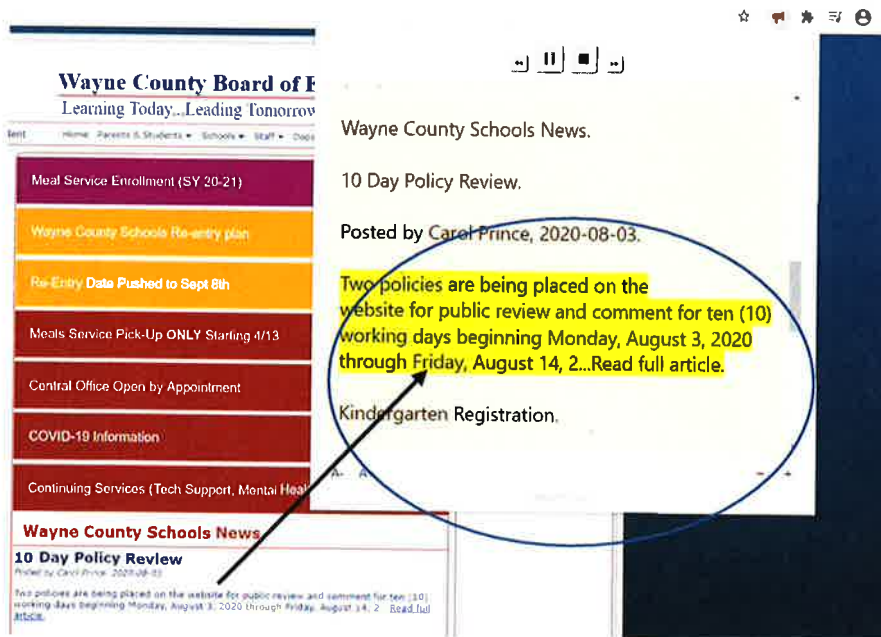 Wayne County Board of E
Learning Today...Leading Tomorrow
Home Parents & Students Schools Staff
Meal Service Enrollment (SY 20-21)
Wayne County Schools Re-entry plan
Re-Entry Date Pushed to Sept 8th
Meals Service Pick-Up ONLY Starting 4/13
Central Office Open by Appointment
COVID-19 Information
Continuing Services (Tech Support, Mental Heal
Wayne County Schools News
10 Day Policy Review
Posted by Carol Prince, 2020-08-03
Two policies are being placed on the website for public review and comment for ten (10)
working days beginning Monday, August 3, 2020 through Friday, August 14, 2 Read full
article.
Wayne County Schools News.
10 Day Policy Review.
Posted by Carol Prince, 2020-08-03.
Two policies are being placed on the
website for public review and comment for ten (10)
working days beginning Monday, August 3, 2020
through Friday, August 14, 2...Read full article.
Kindergarten Registration.
A- A
- +